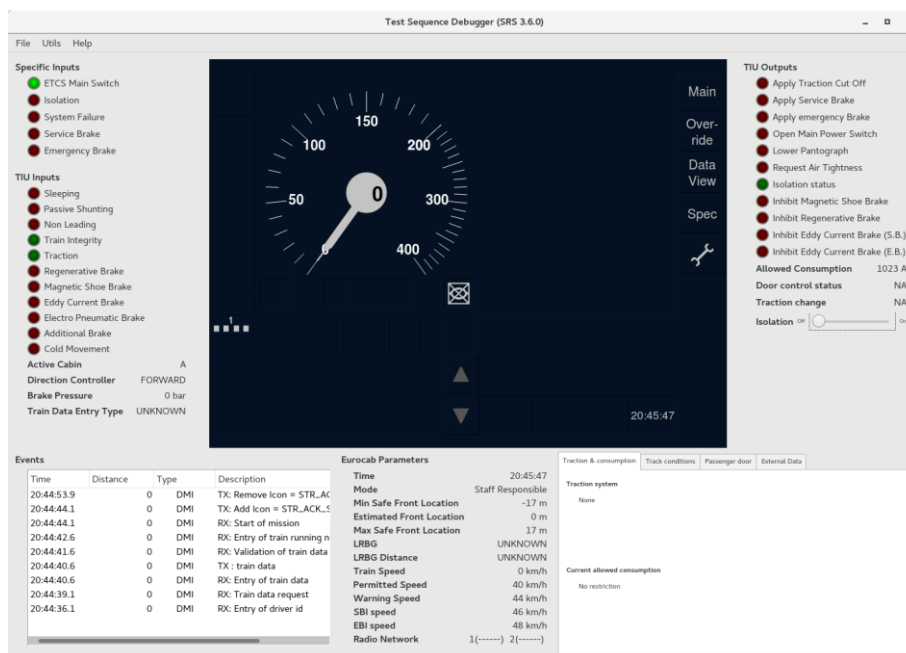 Test Sequence Debugger (SRS 3.6.0)
File Utils Help
Specific Inputs
ETCS Main Switch
Isolation
System Failure
Service Brake
Emergency Brake
TIU Inputs
Sleeping
Passive Shunting
Non Leading
Train Integrity
Traction
Regenerative Brake
Magnetic Shoe Brake
Eddy Current Brake
Electro Pneumatic Brake
Additional Brake
Cold Movement
Active Cabin A
Direction Controller FORWARD
Brake Pressure 0 bar
Train Data Entry Type UNKNOWN
0
50
100
150
200
300
400
0
1
Main
Over-
ride
Data
View
Spec
20:45:47
TIU Outputs
Apply Traction Cut Off
Apply Service Brake
Apply emergency Brake
Open Main Power Switch
Lower Pantograph
Request Air Tightness
Isolation status
Inhibit Magnetic Shoe Brake
Inhibit Regenerative Brake
Inhibit Eddy Current Brake (S.B.)
Inhibit Eddy Current Brake (E.B.)
Allowed Consumption 1023 A
Door control status NA
Traction change NA
Isolation Off On
Events
Time Distance Type Description
20:44:53.9 0 DMI TX: Remove Icon = STR_AC
20:44:44.1 0 DMI TX: Add Icon = STR_ACK_S
20:44:44.1 0 DMI RX: Start of mission
20:44:42.6 0 DMI RX: Entry of train running n
20:44:41.6 0 DMI RX: Validation of train data
20:44:40.6 0 DMI TX : train data
20:44:40.6 0 DMI RX: Entry of train data
20:44:39.1 0 DMI RX: Train data request
20:44:36.1 0 DMI RX: Entry of driver id
Eurocab Parameters
Time 20:45:47
Mode Staff Responsible
Min Safe Front Location -17 m
Estimated Front Location 0 m
Max Safe Front Location 17 m
LRBG UNKNOWN
LRBG Distance UNKNOWN
Train Speed 0 km/h
Permitted Speed 40 km/h
Warning Speed 44 km/h
SBI speed 46 km/h
EBI speed 48 km/h
Radio Network 1(------) 2(------)
Traction & consumption Track conditions Passenger door External Data
Traction system
None
Current allowed consumption
No restriction